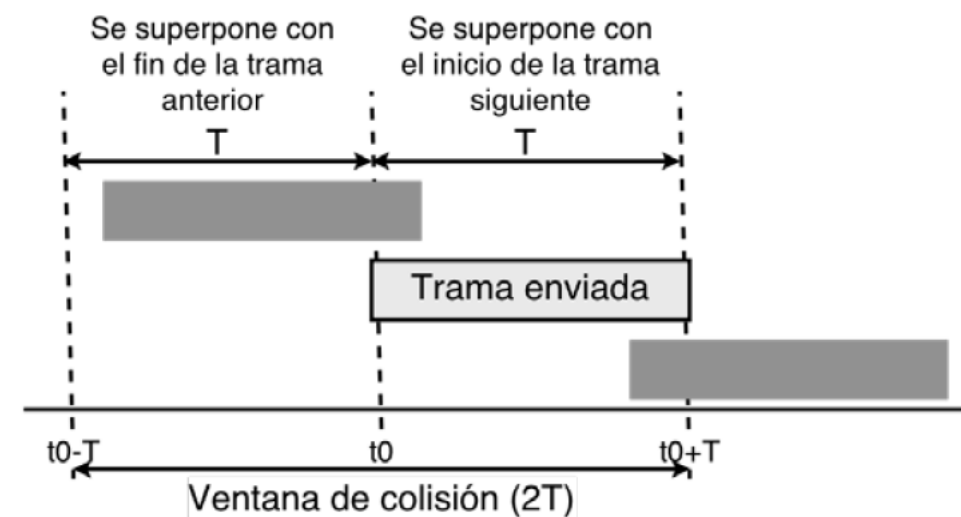 Se superpone con
el fin de la trama
anterior
T
Se superpone con
el inicio de la trama
siguiente
T
Trama enviada
t0-T
t0
t0+T
Ventana de colisión (2T)